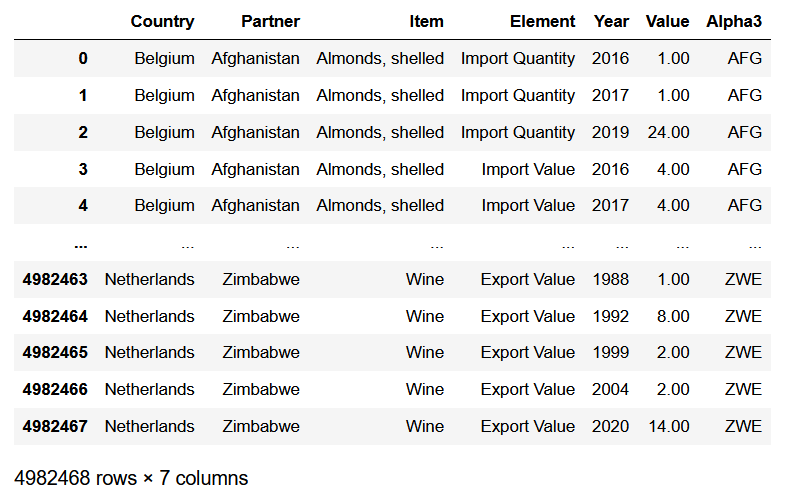 Country Partner Item Element Year Value Alpha3
0 Belgium Afghanistan Almonds, shelled Import Quantity 2016 1.00 AFG
1 Belgium Afghanistan Almonds, shelled Import Quantity 2017 1.00 AFG
2 Belgium Afghanistan Almonds, shelled Import Quantity 2019 24.00 AFG
3 Belgium Afghanistan Almonds, shelled Import Value 2016 4.00 AFG
4 Belgium Afghanistan Almonds, shelled Import Value 2017 4.00 AFG
... ... ... ... ... ... ... ...
4982463 Netherlands Zimbabwe Wine Export Value 1988 1.00 ZWE
4982464 Netherlands Zimbabwe Wine Export Value 1992 8.00 ZWE
4982465 Netherlands Zimbabwe Wine Export Value 1999 2.00 ZWE
4982466 Netherlands Zimbabwe Wine Export Value 2004 2.00 ZWE
4982467 Netherlands Zimbabwe Wine Export Value 2020 14.00 ZWE
4982468 rows × 7 columns